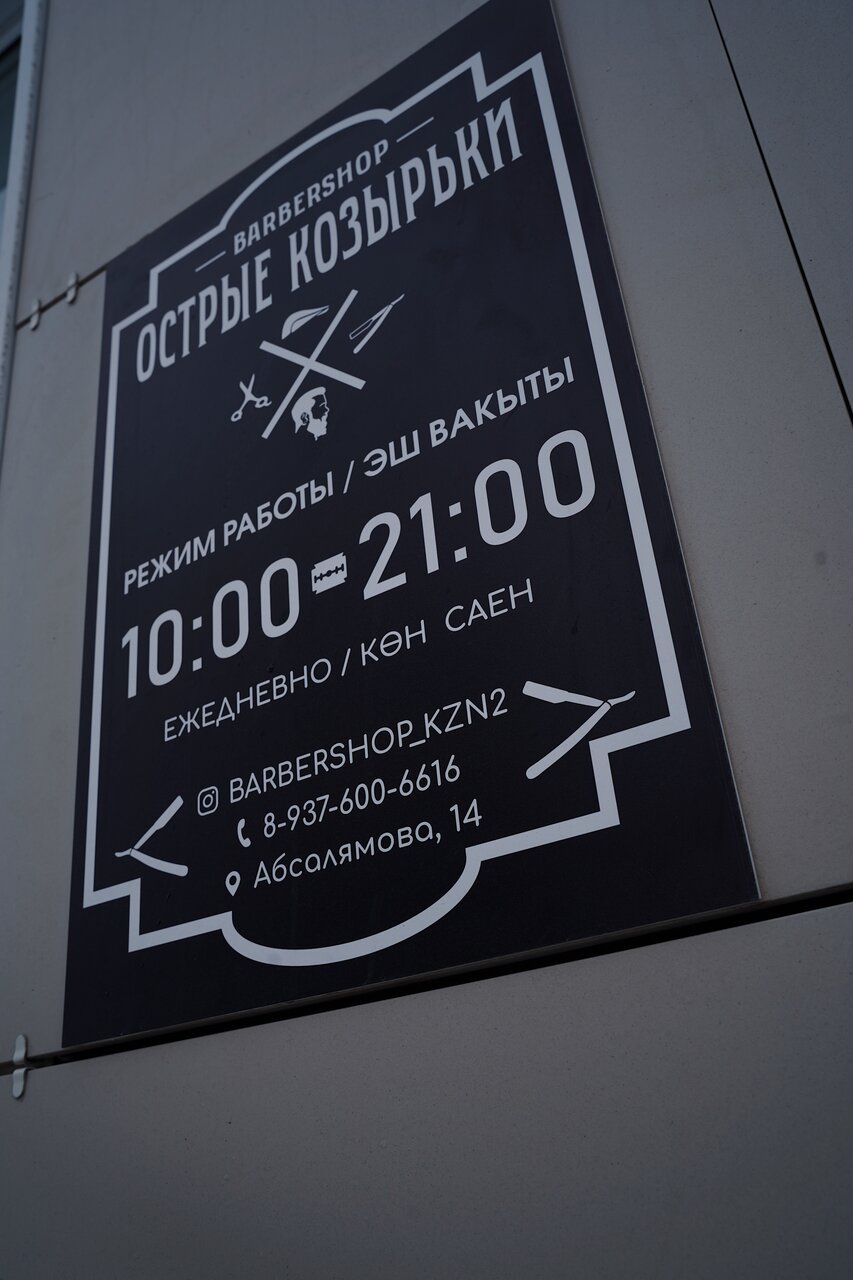 BARBERSHOP
ОСТРЫЕ КОЗЫРЬКИ
РЕЖИМ РАБОТЫ / ЭШ ВАКЫТЫ
10:00-21:00
ЕЖЕДНЕВНО / КӨН САЕН
BARBERSHOP_KZN2
8-937-600-6616
Абсалямова, 14